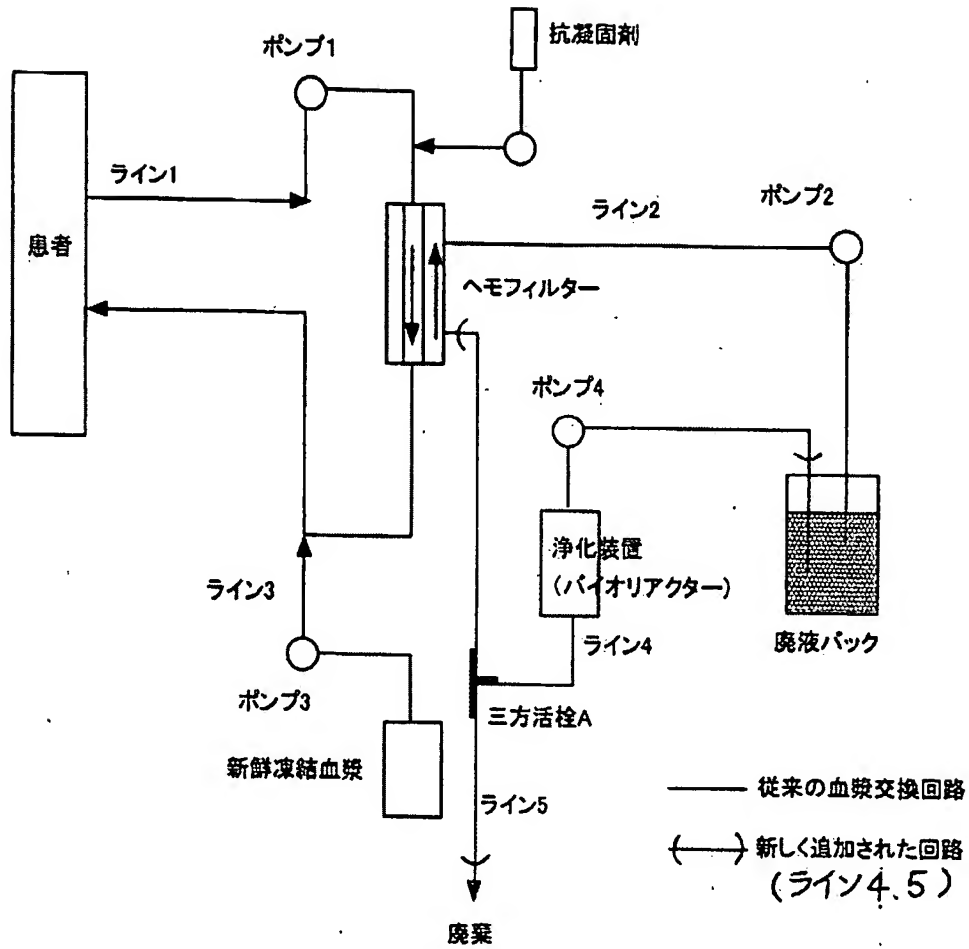 抗凝固剤
ポンプ1
ライン1
患者
ライン2
ポンプ2
ヘモフィルター
ポンプ4
浄化装置
(バイオリアクター)
ライン3
ライン4
廃液パック
ポンプ3
三方活栓A
新鮮凍結血漿
ライン5
従来の血漿交換回路
新しく追加された回路
(ライン4.5)
廃棄